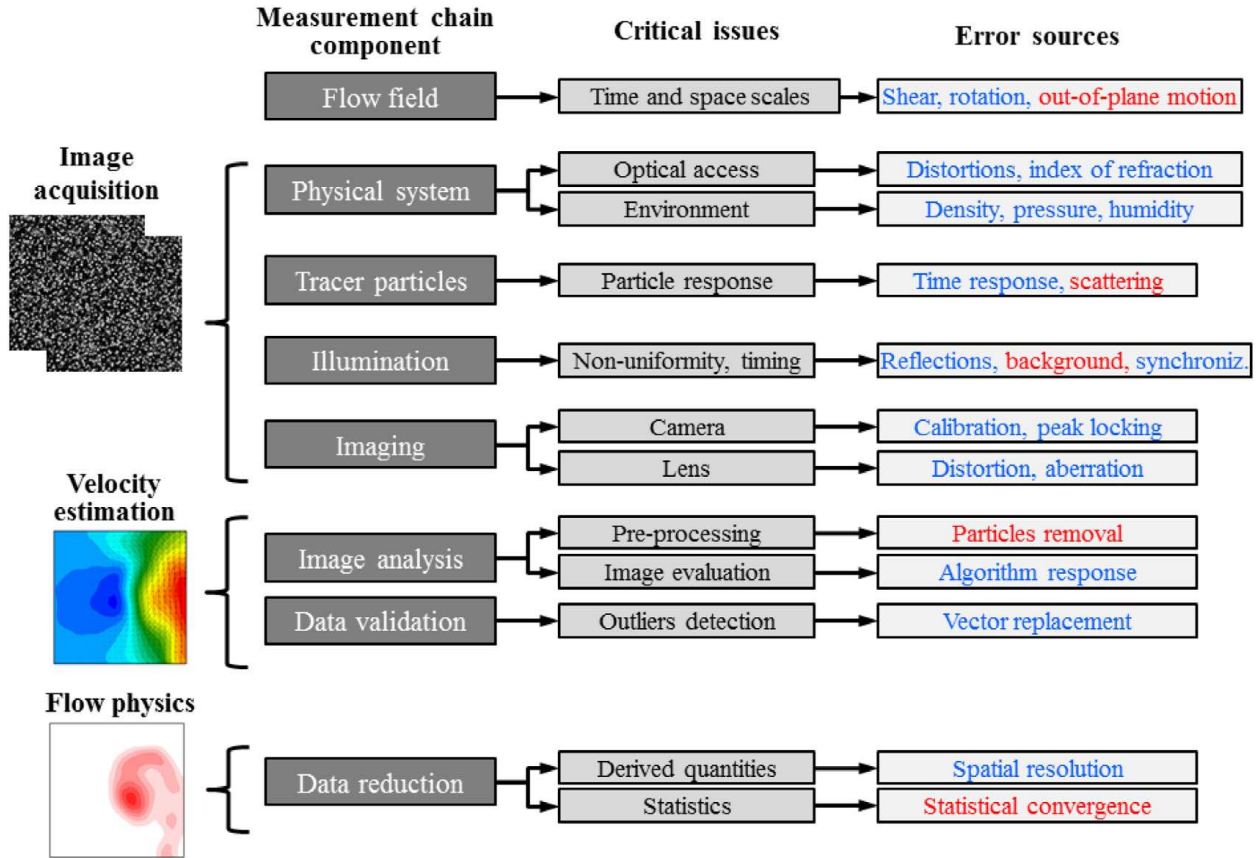 Measurement chain
component
Critical issues
Error sources
Flow field
Time and space scales
Shear, rotation, out-of-plane motion
Image
acquisition
Physical system
Optical access
Distortions, index of refraction
Environment
Density, pressure, humidity
Tracer particles
Particle response
Time response, scattering
Illumination
Non-uniformity, timing
Reflections, background, synchroniz.
Imaging
Camera
Calibration, peak locking
Lens
Distortion, aberration
Velocity
estimation
Image analysis
Pre-processing
Particles removal
Image evaluation
Algorithm response
Data validation
Outliers detection
Vector replacement
Flow physics
Data reduction
Derived quantities
Spatial resolution
Statistics
Statistical convergence